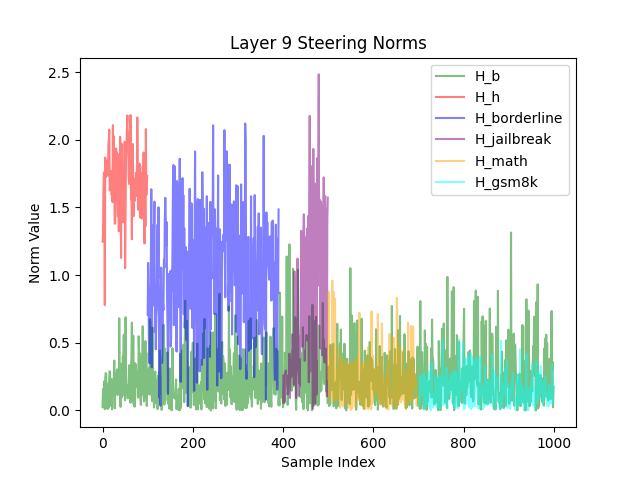 Layer 9 Steering Norms
Norm Value
2.5
2.0
1.5
1.0
0.5
0.0
H_b
H_h
H_borderline
H_jailbreak
H_math
H_gsm8k
0
200
400
600
800
1000
Sample Index